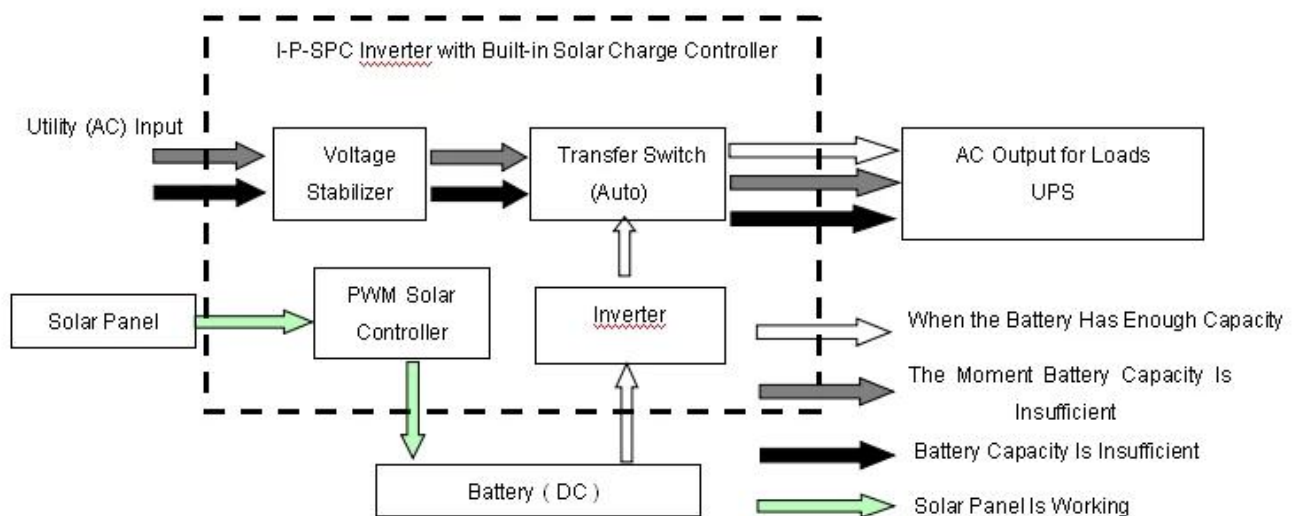 I-P-SPC Inverter with Built-in Solar Charge Controller
Utility (AC) Input
Voltage
Stabilizer
Transfer Switch
(Auto)
AC Output for Loads
UPS
Solar Panel
PWM Solar
Controller
Inverter
When the Battery Has Enough Capacity
The Moment Battery Capacity Is
Insufficient
Battery Capacity Is Insufficient
Battery ( DC )
Solar Panel Is Working